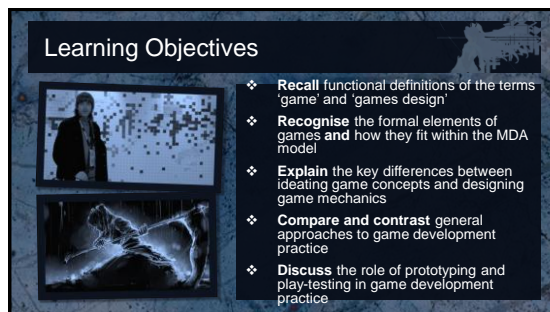 Learning Objectives
❖ Recall functional definitions of the terms
‘game’ and ‘games design’
❖ Recognise the formal elements of
games and how they fit within the MDA
model
❖ Explain the key differences between
ideating game concepts and designing
game mechanics
❖ Compare and contrast general
approaches to game development
practice
❖ Discuss the role of prototyping and
play-testing in game development
practice